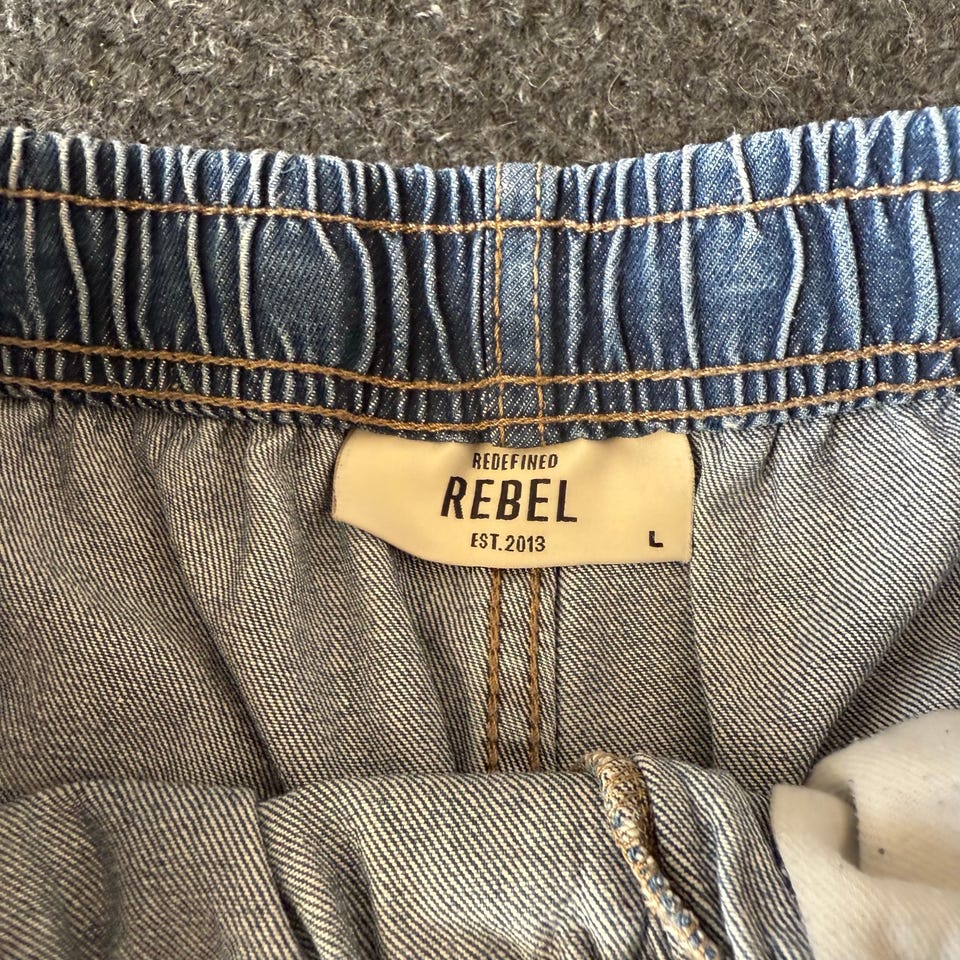 REDEFINED
REBEL
EST. 2013
L